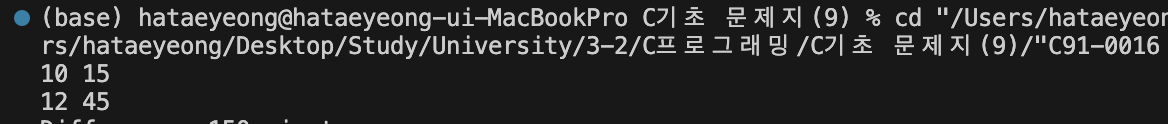 (base) hataeyeong@hataeyeong-ui-MacBookPro C기초 문제지(9) % cd "/Users/hataeyeo
rs/hataeyeong/Desktop/Study/University/3-2/C프로그래밍/C기초 문제지(9)/"C91-0016
10 15
12 45